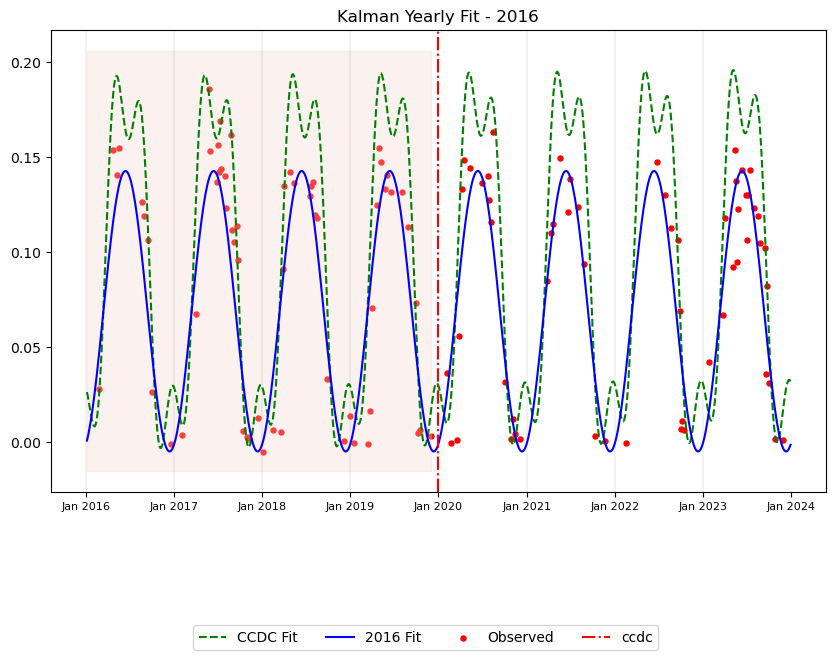 Kalman Yearly Fit - 2016
0.20
0.15
0.10
0.05
0.00
Jan 2016 Jan 2017 Jan 2018 Jan 2019 Jan 2020 Jan 2021 Jan 2022 Jan 2023 Jan 2024
CCDC Fit 2016 Fit Observed ccdc